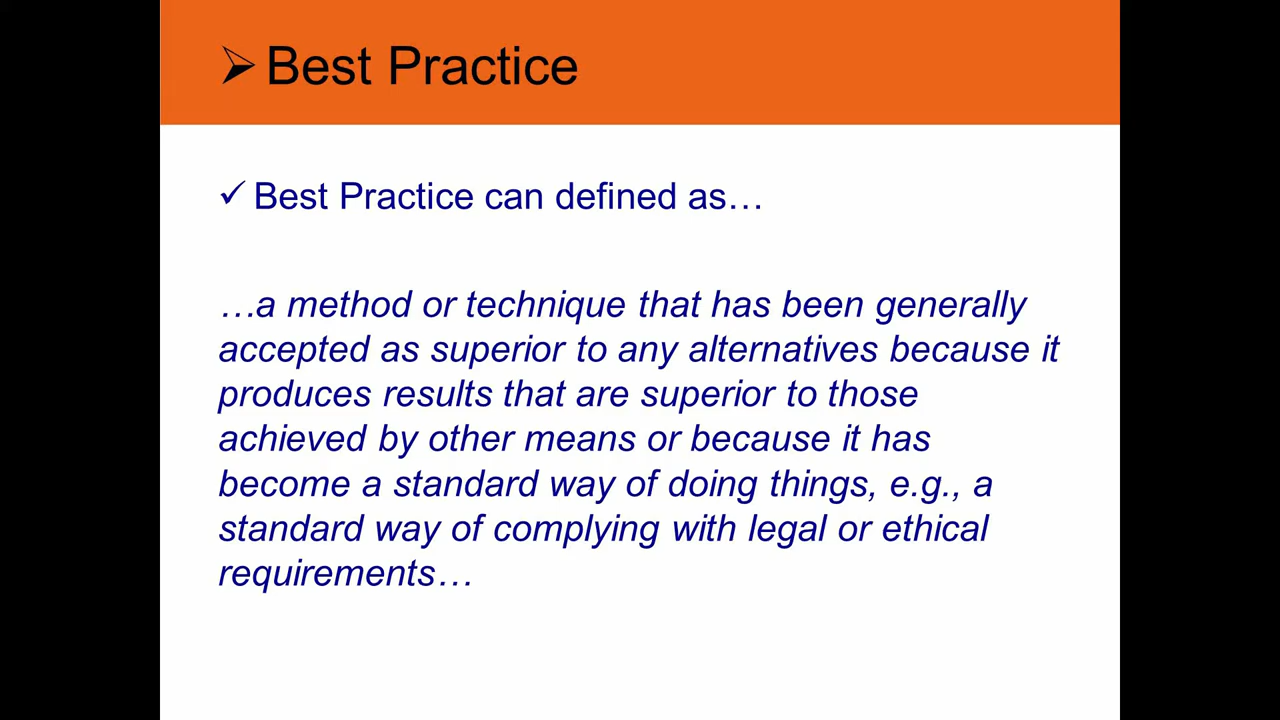 ➢ Best Practice
✓ Best Practice can defined as…
…a method or technique that has been generally
accepted as superior to any alternatives because it
produces results that are superior to those
achieved by other means or because it has
become a standard way of doing things, e.g., a
standard way of complying with legal or ethical
requirements…